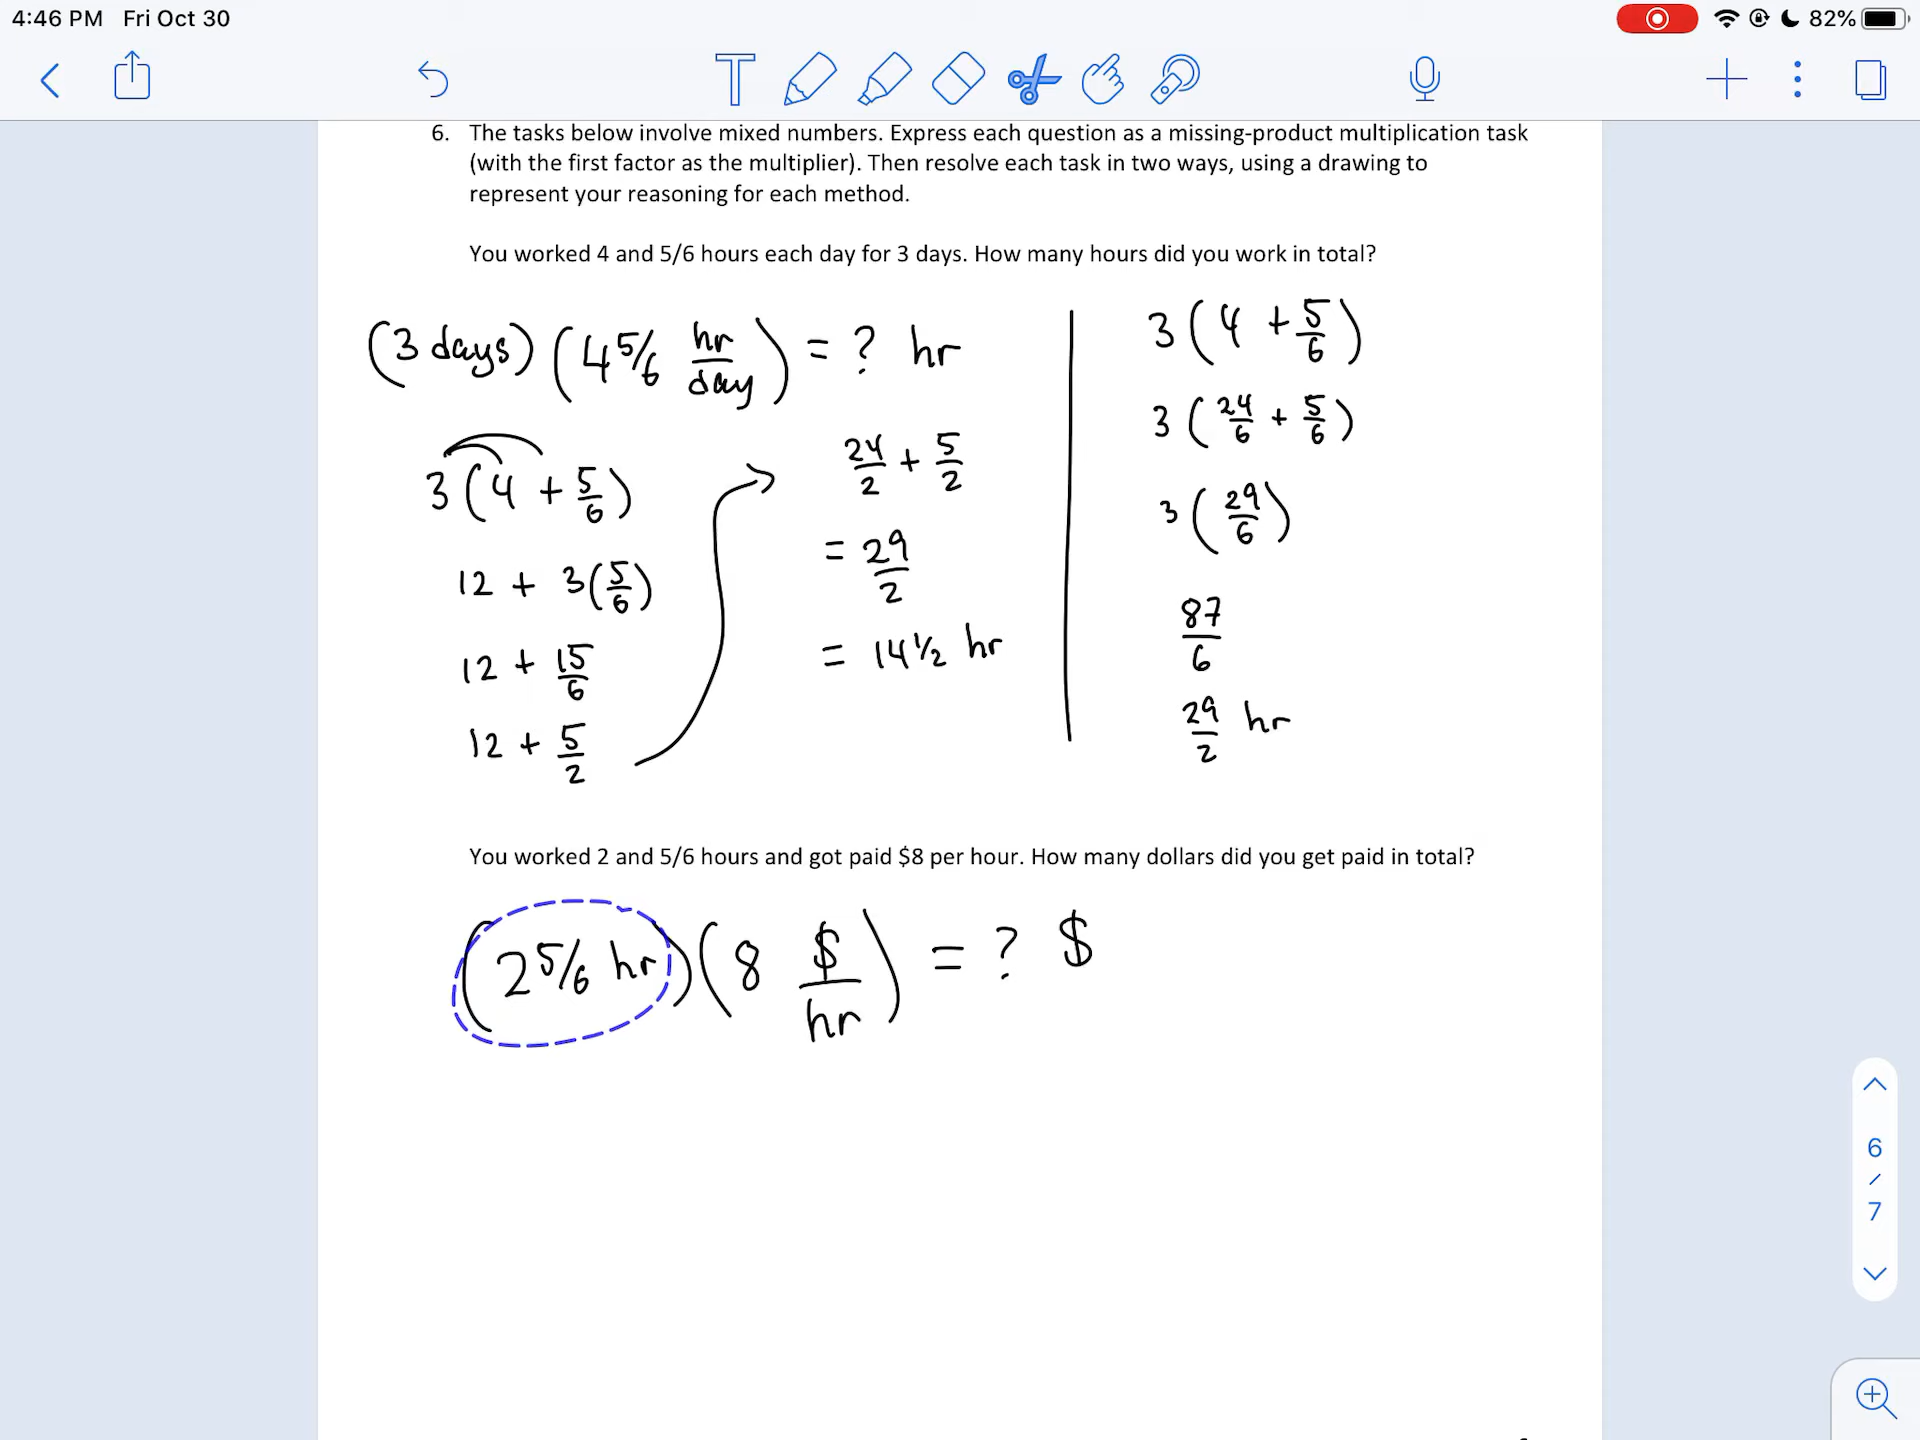 4:46 PM Fri Oct 30 82%
6. The tasks below involve mixed numbers. Express each question as a missing-product multiplication task
(with the first factor as the multiplier). Then resolve each task in two ways, using a drawing to
represent your reasoning for each method.
You worked 4 and 5/6 hours each day for 3 days. How many hours did you work in total?
(3 days) (4 5/6 hr/day) = ? hr
3(4 + 5/6)
12 + 3(5/6)
12 + 15/6
12 + 5/2
24/2 + 5/2
= 29/2
= 14 1/2 hr
3(4 + 5/6)
3(24/6 + 5/6)
3(29/6)
87/6
29/2 hr
You worked 2 and 5/6 hours and got paid $8 per hour. How many dollars did you get paid in total?
(2 5/6 hr)(8 $/hr) = ? $
6
/
7